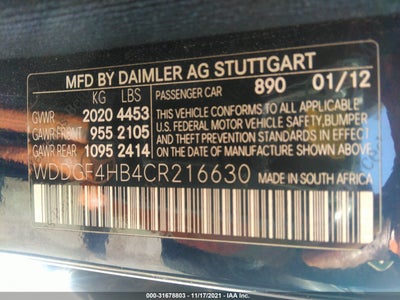 MFD BY DAIMLER AG STUTTGART
KG LBS PASSENGER CAR 890 01/12
GVWR 2020 4453 THIS VEHICLE CONFORMS TO ALL APPLICABLE
GAWR FRONT 955 2105 U.S. FEDERAL MOTOR VEHICLE SAFETY, BUMPER
GAWR REAR 1095 2414 AND THEFT PREVENTION STANDARDS IN EFFECT ON THE DATE OF MANUFACTURE SHOWN ABOVE
WDDGF4HB4CR216630 MADE IN SOUTH AFRICA
000-31678803 - 11/17/2021 - IAAI.COM